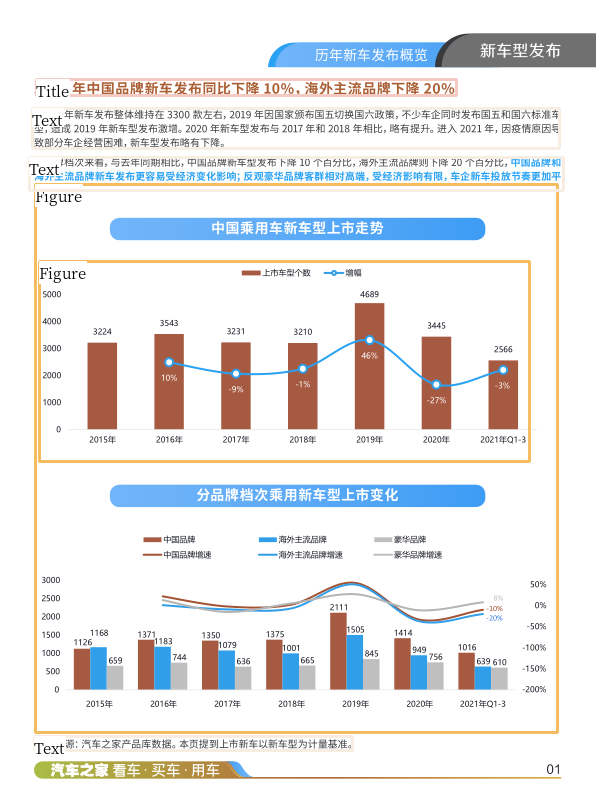 历年新车发布概览
新车型发布
Title 年中国品牌新车发布同比下降 10%，海外主流品牌下降 20%
Text 年新车发布整体维持在 3300 款左右，2019 年因国家颁布国五切换国六政策，不少车企同时发布国五和国六标准车
型，造成 2019 年新车型发布激增。2020 年新车型发布与 2017 年和 2018 年相比，略有提升。进入 2021 年，因疫情原因导
致部分车企经营困难，新车型发布略有下降。
Text 档次来看，与去年同期相比，中国品牌新车型发布下降 10 个百分比，海外主流品牌则下降 20 个百分比，中国品牌和
海外主流品牌新车发布更容易受经济变化影响；反观豪华品牌客群相对高端，受经济影响有限，车企新车投放节奏更加平
Figure
中国乘用车新车型上市走势
Figure
上市车型个数 增幅
5000
4000
3000
2000
1000
0
3224 3543 3231 3210 4689 3445 2566
10% -9% -1% 46% -27% -3%
2015年 2016年 2017年 2018年 2019年 2020年 2021年Q1-3
分品牌档次乘用新车型上市变化
中国品牌 海外主流品牌 豪华品牌
中国品牌增速 海外主流品牌增速 豪华品牌增速
3000
2500
2000
1500
1000
500
0
50%
0%
-50%
-100%
-150%
-200%
8%
-10%
-20%
1126 1168 659
1371 1183 744
1350 1079 636
1375 1001 665
2111 1505 845
1414 949 756
1016 639 610
2015年 2016年 2017年 2018年 2019年 2020年 2021年Q1-3
Text 源：汽车之家产品库数据。本页提到上市新车以新车型为计量基准。
汽车之家 看车·买车·用车
01